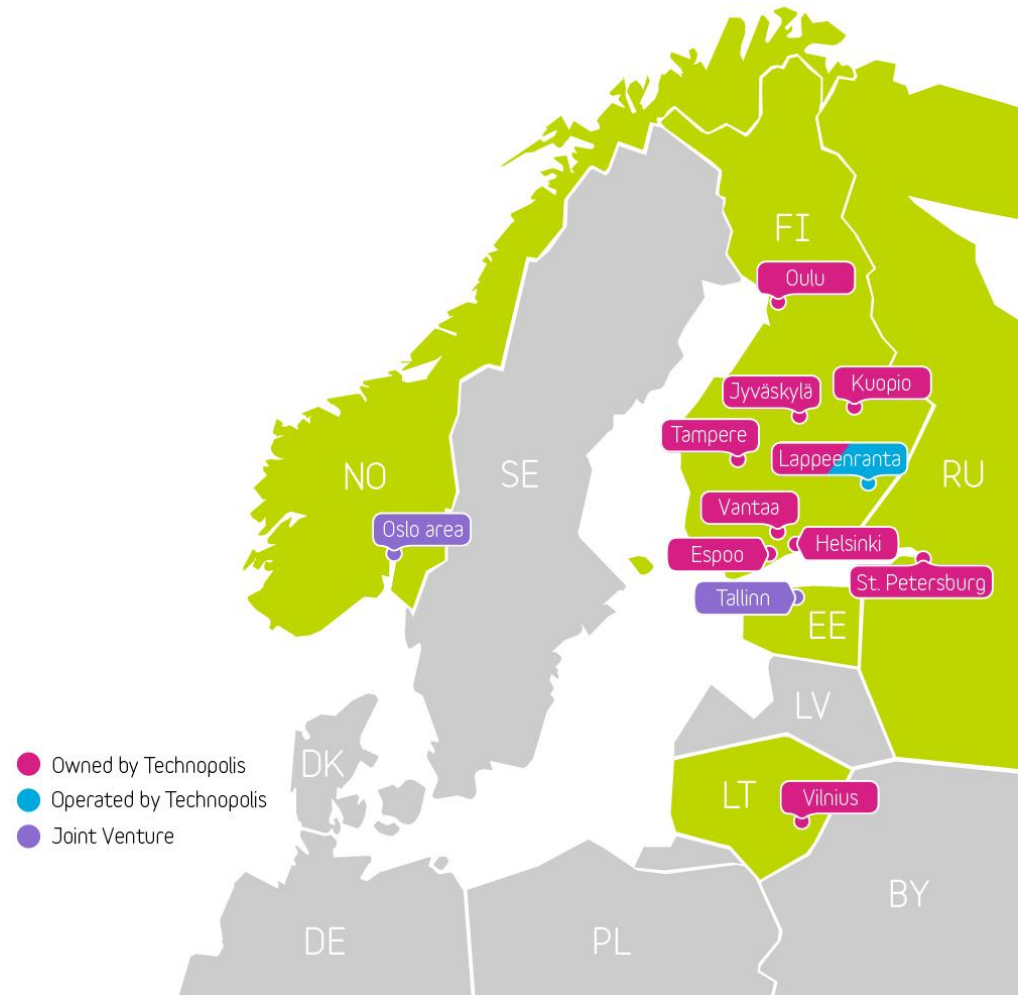 FI
Oulu
Jyväskylä
Kuopio
Tampere
Lappeenranta
NO
SE
RU
Vantaa
Oslo area
Helsinki
Espoo
St. Petersburg
Tallinn
EE
LV
DK
Owned by Technopolis
Operated by Technopolis
Joint Venture
LT
Vilnius
BY
DE
PL